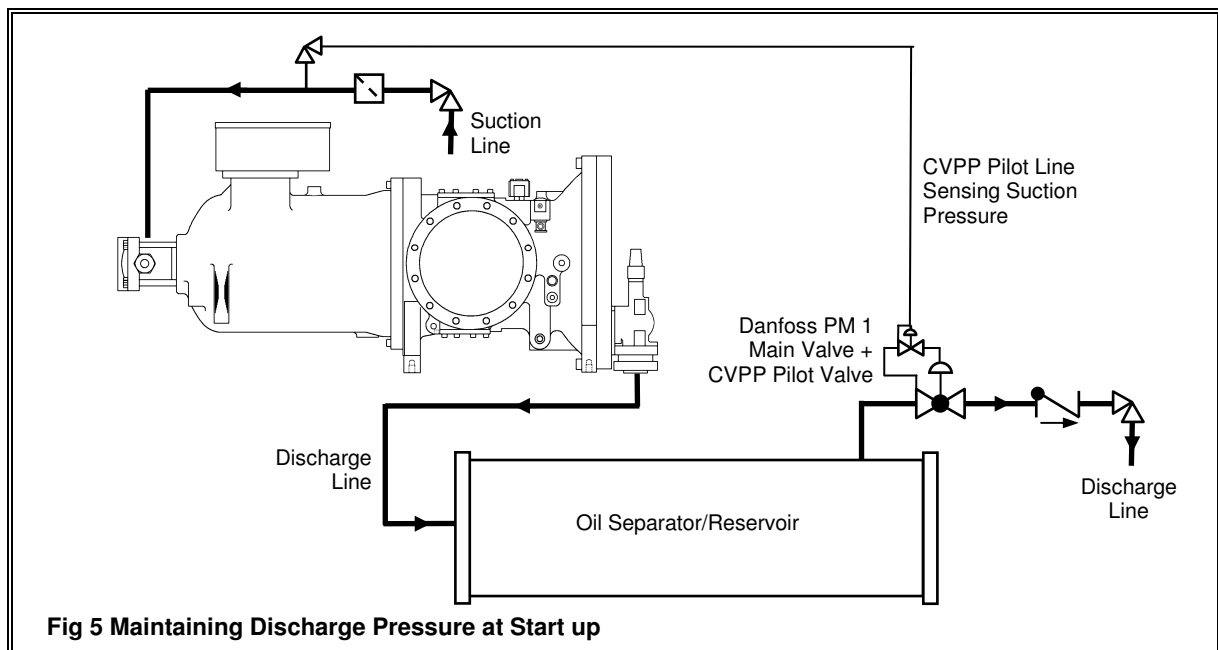 Suction
Line
CVPP Pilot Line
Sensing Suction
Pressure
Danfoss PM 1
Main Valve +
CVPP Pilot Valve
Discharge
Line
Discharge
Line
Oil Separator/Reservoir
Fig 5 Maintaining Discharge Pressure at Start up